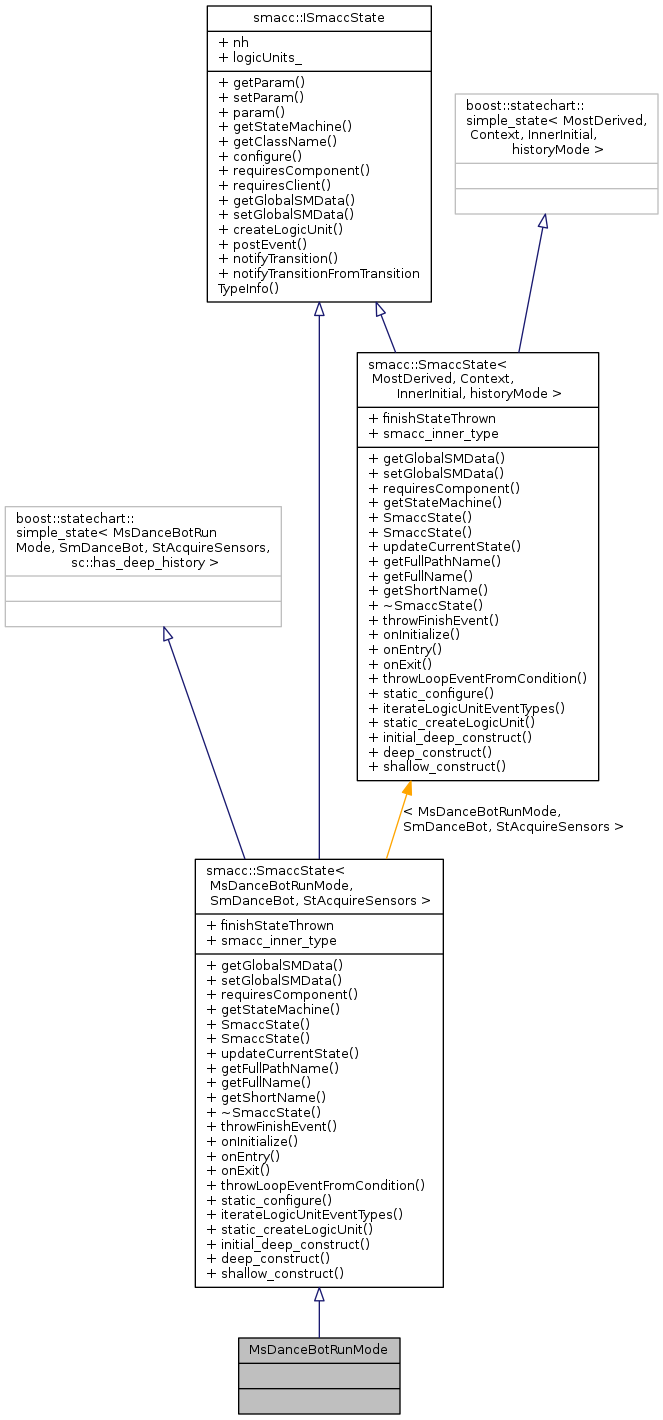 smacc::ISmaccState
+ nh
+ logicUnits_
+ getParam()
+ setParam()
+ param()
+ getStateMachine()
+ getClassName()
+ configure()
+ requiresComponent()
+ requiresClient()
+ getGlobalSMData()
+ setGlobalSMData()
+ createLogicUnit()
+ postEvent()
+ notifyTransition()
+ notifyTransitionFromTransition
TypeInfo()
boost::statechart::
simple_state< MostDerived,
Context, InnerInitial,
historyMode >
smacc::SmaccState<
MostDerived, Context,
InnerInitial, historyMode >
+ finishStateThrown
+ smacc_inner_type
+ getGlobalSMData()
+ setGlobalSMData()
+ requiresComponent()
+ getStateMachine()
+ SmaccState()
+ SmaccState()
+ updateCurrentState()
+ getFullPathName()
+ getFullName()
+ getShortName()
+ ~SmaccState()
+ throwFinishEvent()
+ onInitialize()
+ onEntry()
+ onExit()
+ throwLoopEventFromCondition()
+ static_configure()
+ iterateLogicUnitEventTypes()
+ static_createLogicUnit()
+ initial_deep_construct()
+ deep_construct()
+ shallow_construct()
boost::statechart::
simple_state< MsDanceBotRun
Mode, SmDanceBot, StAcquireSensors,
sc::has_deep_history >
< MsDanceBotRunMode,
SmDanceBot, StAcquireSensors >
smacc::SmaccState<
MsDanceBotRunMode,
SmDanceBot, StAcquireSensors >
+ finishStateThrown
+ smacc_inner_type
+ getGlobalSMData()
+ setGlobalSMData()
+ requiresComponent()
+ getStateMachine()
+ SmaccState()
+ SmaccState()
+ updateCurrentState()
+ getFullPathName()
+ getFullName()
+ getShortName()
+ ~SmaccState()
+ throwFinishEvent()
+ onInitialize()
+ onEntry()
+ onExit()
+ throwLoopEventFromCondition()
+ static_configure()
+ iterateLogicUnitEventTypes()
+ static_createLogicUnit()
+ initial_deep_construct()
+ deep_construct()
+ shallow_construct()
MsDanceBotRunMode